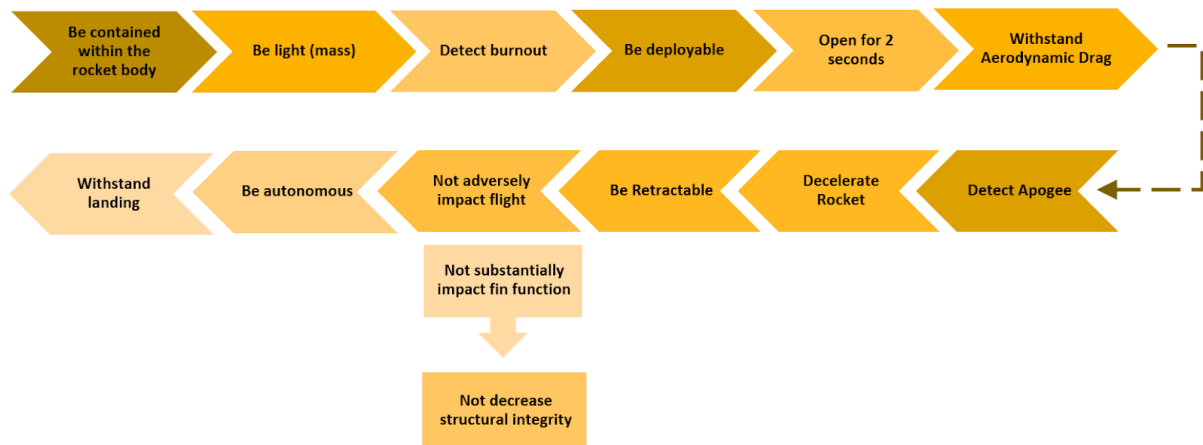 Be contained
within the
rocket body
Be light (mass)
Detect burnout
Be deployable
Open for 2
seconds
Withstand
Aerodynamic Drag
Detect Apogee
Decelerate
Rocket
Be Retractable
Not adversely
impact flight
Be autonomous
Withstand
landing
Not substantially
impact fin function
Not decrease
structural integrity